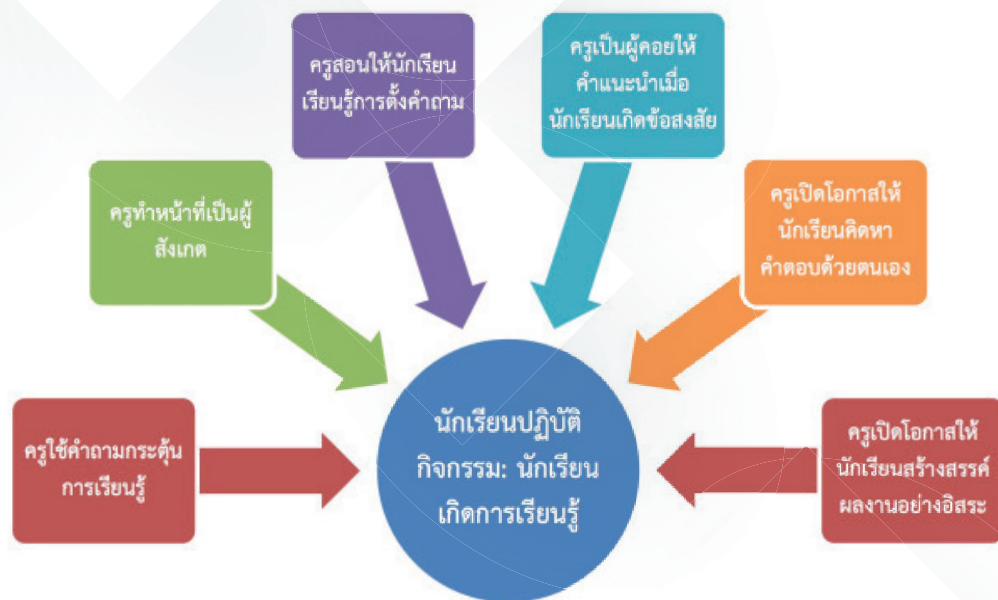 ครูสอนให้นักเรียน
เรียนรู้การตั้งคำถาม
ครูเป็นผู้คอยให้
คำแนะนำเมื่อ
นักเรียนเกิดข้อสงสัย
ครูทำหน้าที่เป็นผู้
สังเกต
ครูเปิดโอกาสให้
นักเรียนคิดหา
คำตอบด้วยตนเอง
ครูใช้คำถามกระตุ้น
การเรียนรู้
นักเรียนปฏิบัติ
กิจกรรม: นักเรียน
เกิดการเรียนรู้
ครูเปิดโอกาสให้
นักเรียนสร้างสรรค์
ผลงานอย่างอิสระ